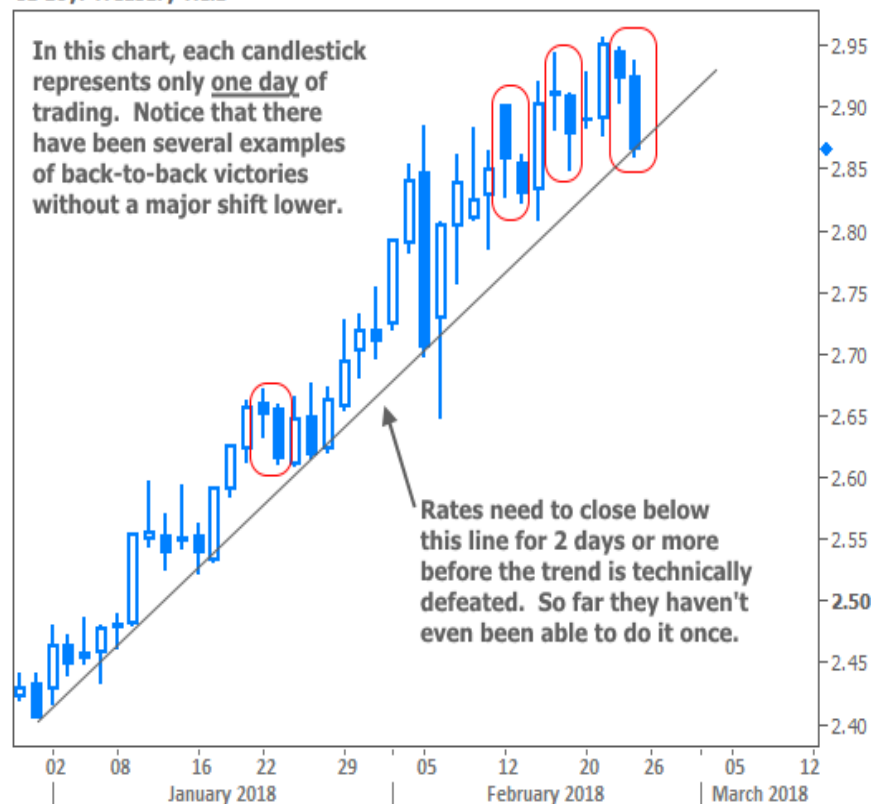 In this chart, each candlestick
represents only one day of
trading. Notice that there
have been several examples
of back-to-back victories
without a major shift lower.
2.95
2.90
2.85
2.80
2.75
2.70
2.65
2.60
2.55
2.50
2.45
2.40
Rates need to close below
this line for 2 days or more
before the trend is technically
defeated. So far they haven't
even been able to do it once.
02 08 16 22 29 05 12 20 26 05 12
January 2018 February 2018 March 2018